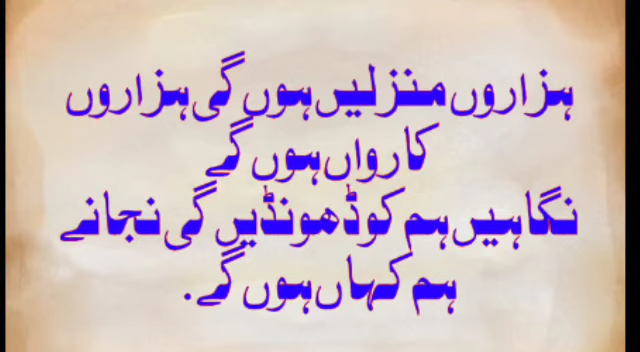 ہزاروں منزلیں ہوں گی ہزاروں
کارواں ہوں گے
نگاہیں ہم کو ڈھونڈیں گی نجانے
ہم کہاں ہوں گے.